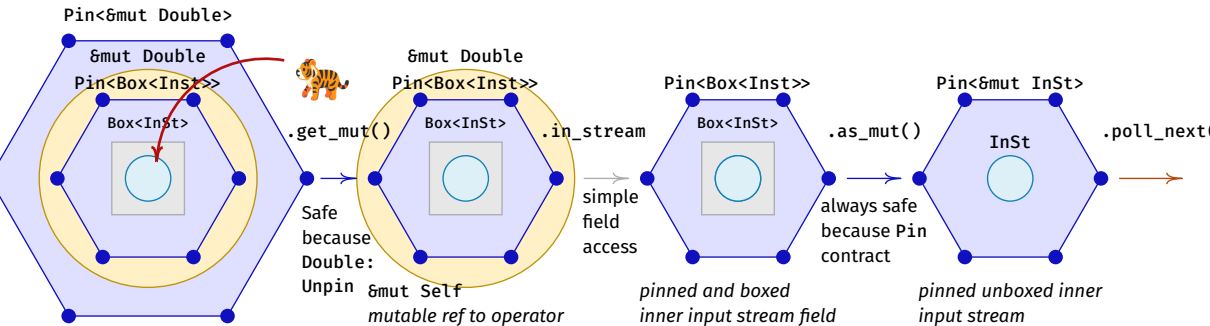 Pin<&mut Double>
&mut Double
Pin<Box<Inst>>
Box<InSt>
.get_mut()
Safe
because
Double:
Unpin
&mut Double
Pin<Box<Inst>>
Box<InSt>
&mut Self
mutable ref to operator
.in_stream
simple
field
access
Pin<Box<InSt>>
Box<InSt>
pinned and boxed
inner input stream field
.as_mut()
always safe
because Pin
contract
Pin<&mut InSt>
InSt
pinned unboxed inner
input stream
.poll_next(